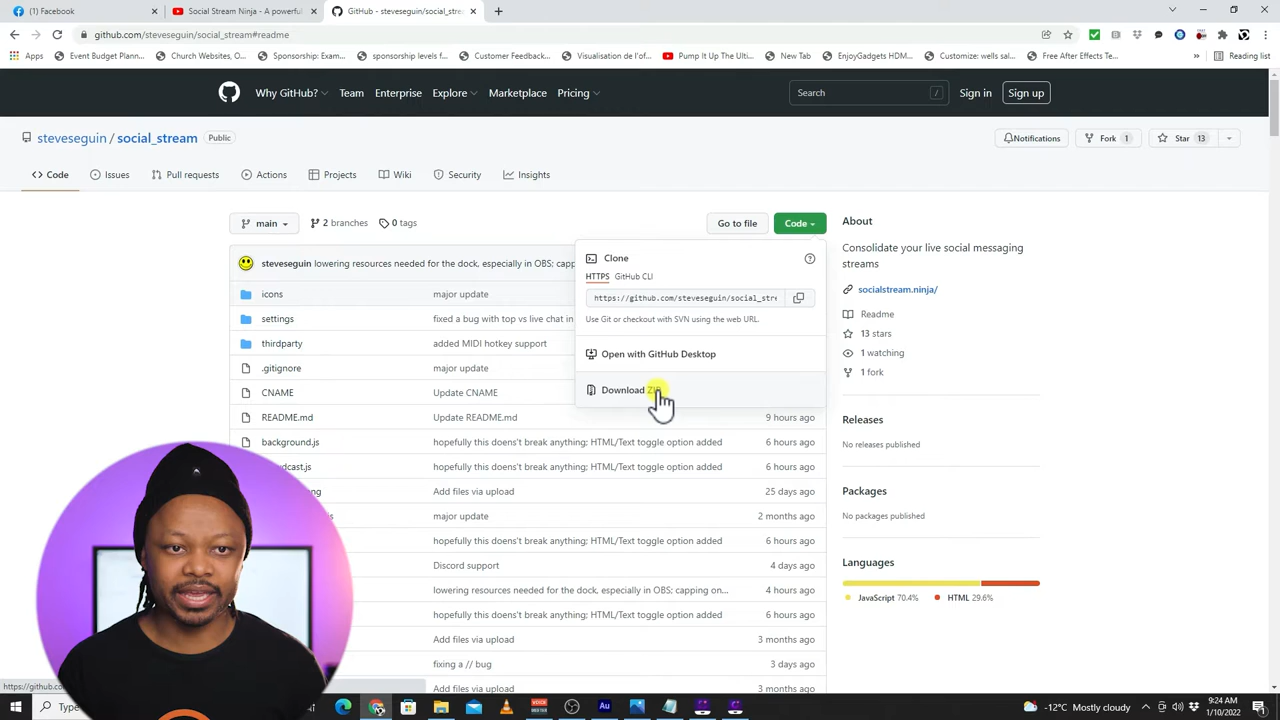 (1) Facebook
Social Stream Ninja - A powerful
GitHub - steveseguin/social_stre
github.com/steveseguin/social_stream#readme
Apps
Event Budget Plan...
Church Websites, O...
Sponsorship: Exam...
sponsorship levels f...
Customer Feedback...
Visualisation de l'of...
Pump It Up The Ulti...
New Tab
EnjoyGadgets HDM...
Customize: wells sal...
Free After Effects Te...
»
Reading list
Why GitHub?
Team
Enterprise
Explore
Marketplace
Pricing
Search
/
Sign in
Sign up
steveseguin / social_stream
Public
Notifications
Fork 1
Star 13
<> Code
Issues
Pull requests
Actions
Projects
Wiki
Security
Insights
main
2 branches
0 tags
Go to file
Code
About
Consolidate your live social messaging
streams
socialstream.ninja/
Readme
13 stars
1 watching
1 fork
Releases
No releases published
Packages
No packages published
Languages
JavaScript 70.4%
HTML 29.6%
Clone
HTTPS
GitHub CLI
https://github.com/steveseguin/social_stre
Use Git or checkout with SVN using the web URL.
Open with GitHub Desktop
Download ZIP
steveseguin lowering resources needed for the dock, especially in OBS; capp
icons major update
settings fixed a bug with top vs live chat in
thirdparty added MIDI hotkey support
.gitignore
CNAME Update CNAME
README.md Update README.md 9 hours ago
background.js hopefully this doens't break anything; HTML/Text toggle option added 6 hours ago
hopefully this doens't break anything; HTML/Text toggle option added 6 hours ago
Add files via upload 25 days ago
major update 2 months ago
hopefully this doens't break anything; HTML/Text toggle option added 6 hours ago
Discord support 4 days ago
lowering resources needed for the dock, especially in OBS; capping on... 4 hours ago
hopefully this doens't break anything; HTML/Text toggle option added 6 hours ago
Add files via upload 3 months ago
fixing a // bug 3 days ago
Add files via upload 3 months ago
-12°C Mostly sunny
9:24 AM
1/10/2022